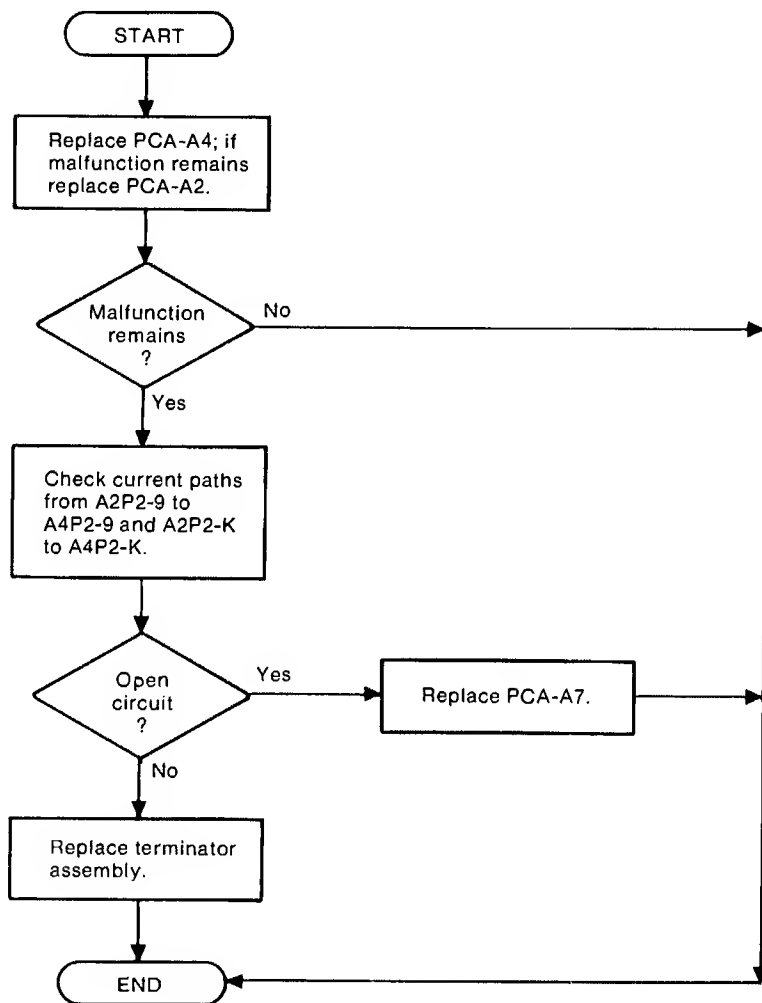 START
Replace PCA-A4; if
malfunction remains
replace PCA-A2.
Malfunction
remains
?
No
Yes
Check current paths
from A2P2-9 to
A4P2-9 and A2P2-K
to A4P2-K.
Open
circuit
?
Yes
Replace PCA-A7.
No
Replace terminator
assembly.
END